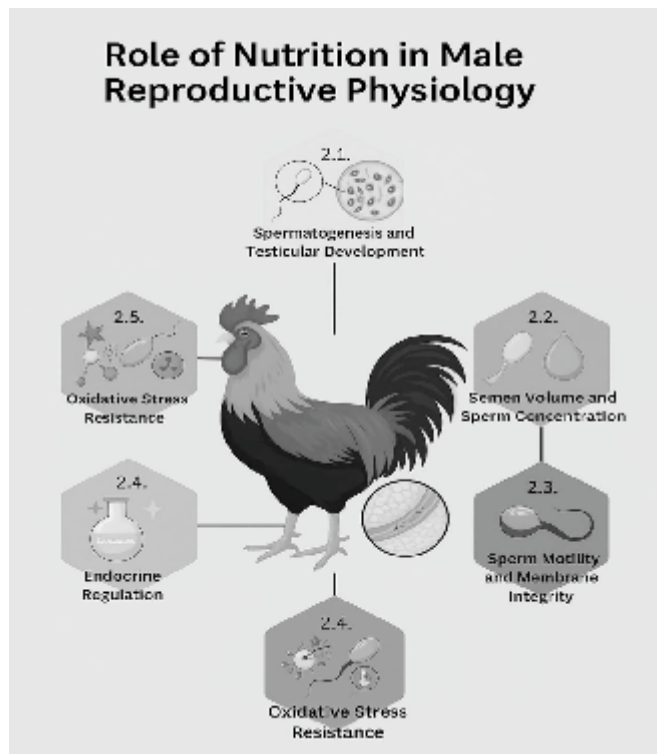 Role of Nutrition in Male
Reproductive Physiology
2.1.
Spermatogenesis and
Testicular Development
2.5.
Oxidative Stress
Resistance
2.2.
Semen Volume and
Sperm Concentration
2.4.
Endocrine
Regulation
2.3.
Sperm Motility
and Membrane
Integrity
2.4.
Oxidative Stress
Resistance